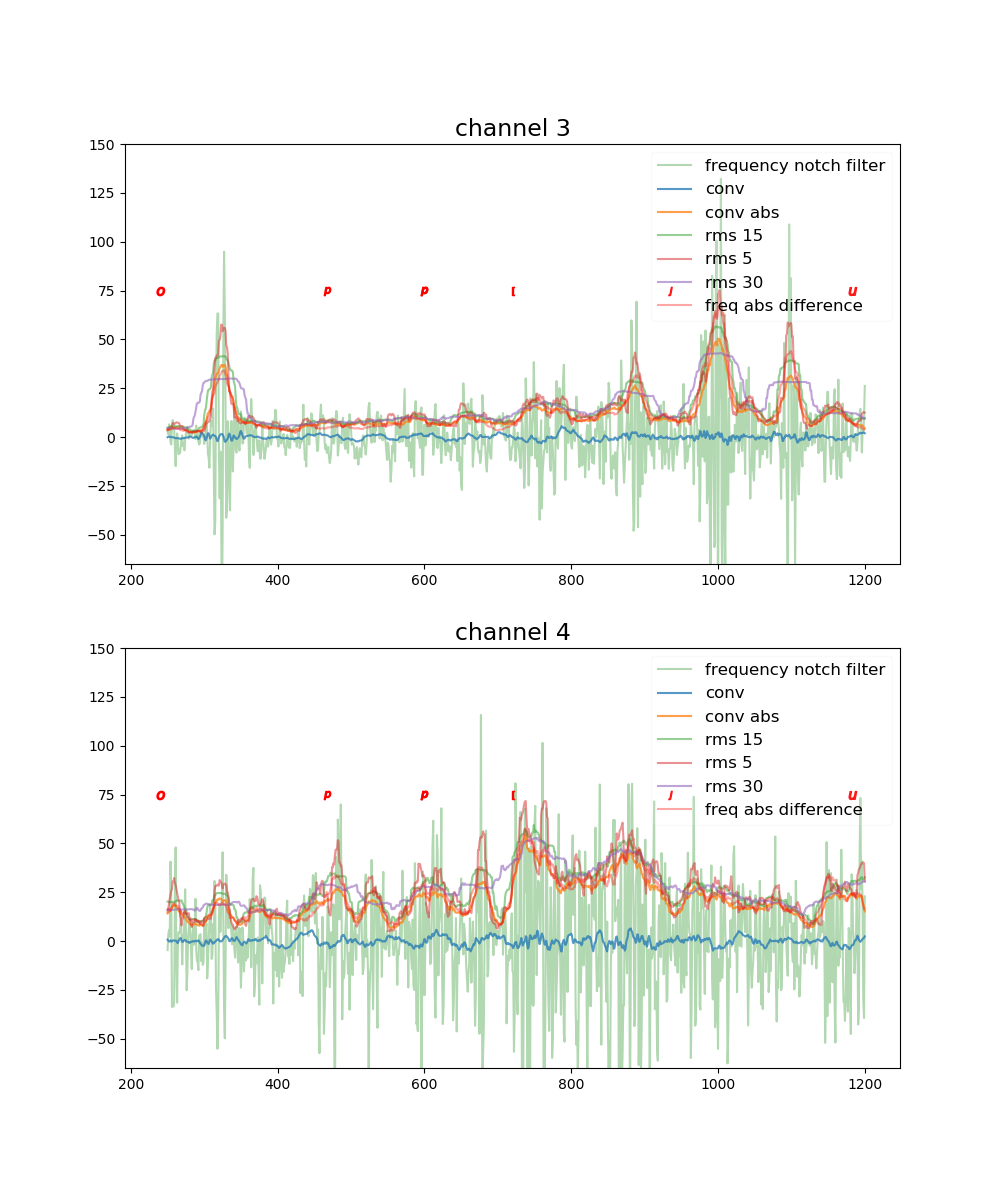 channel 3
150
125
100
75
50
25
0
−25
−50
frequency notch filter
conv
conv abs
rms 15
rms 5
rms 30
freq abs difference
o p p [ J u
200 400 600 800 1000 1200
channel 4
150
125
100
75
50
25
0
−25
−50
frequency notch filter
conv
conv abs
rms 15
rms 5
rms 30
freq abs difference
o p p [ J u
200 400 600 800 1000 1200